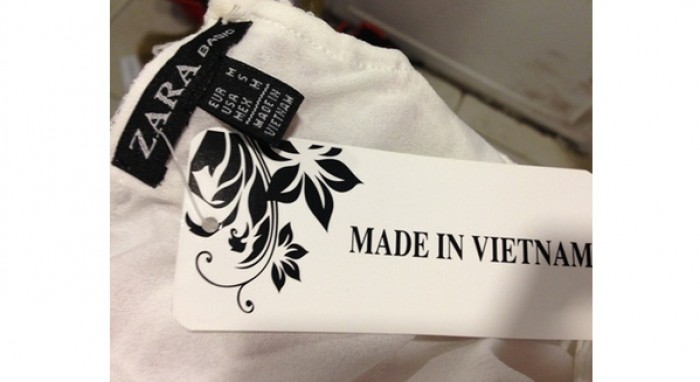 ZARA BASIC
EUR M
USA S
MEX M
MADE IN
VIETNAM
MADE IN VIETNAM